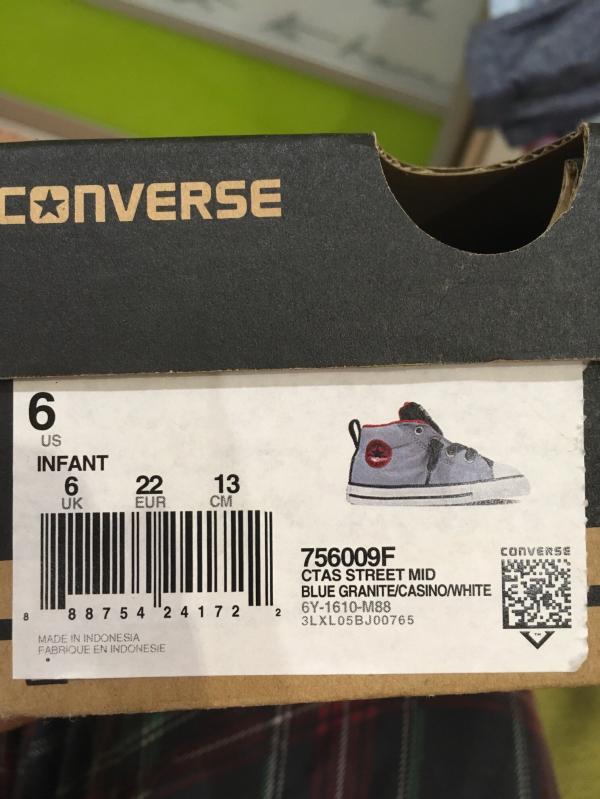 CONVERSE
6
US
INFANT
6 22 13
UK EUR CM
8 88754 24172 2
MADE IN INDONESIA
FABRIQUE EN INDONESIE
756009F
CTAS STREET MID
BLUE GRANITE/CASINO/WHITE
6Y-1610-M88
3LXL05BJ00765
CONVERSE